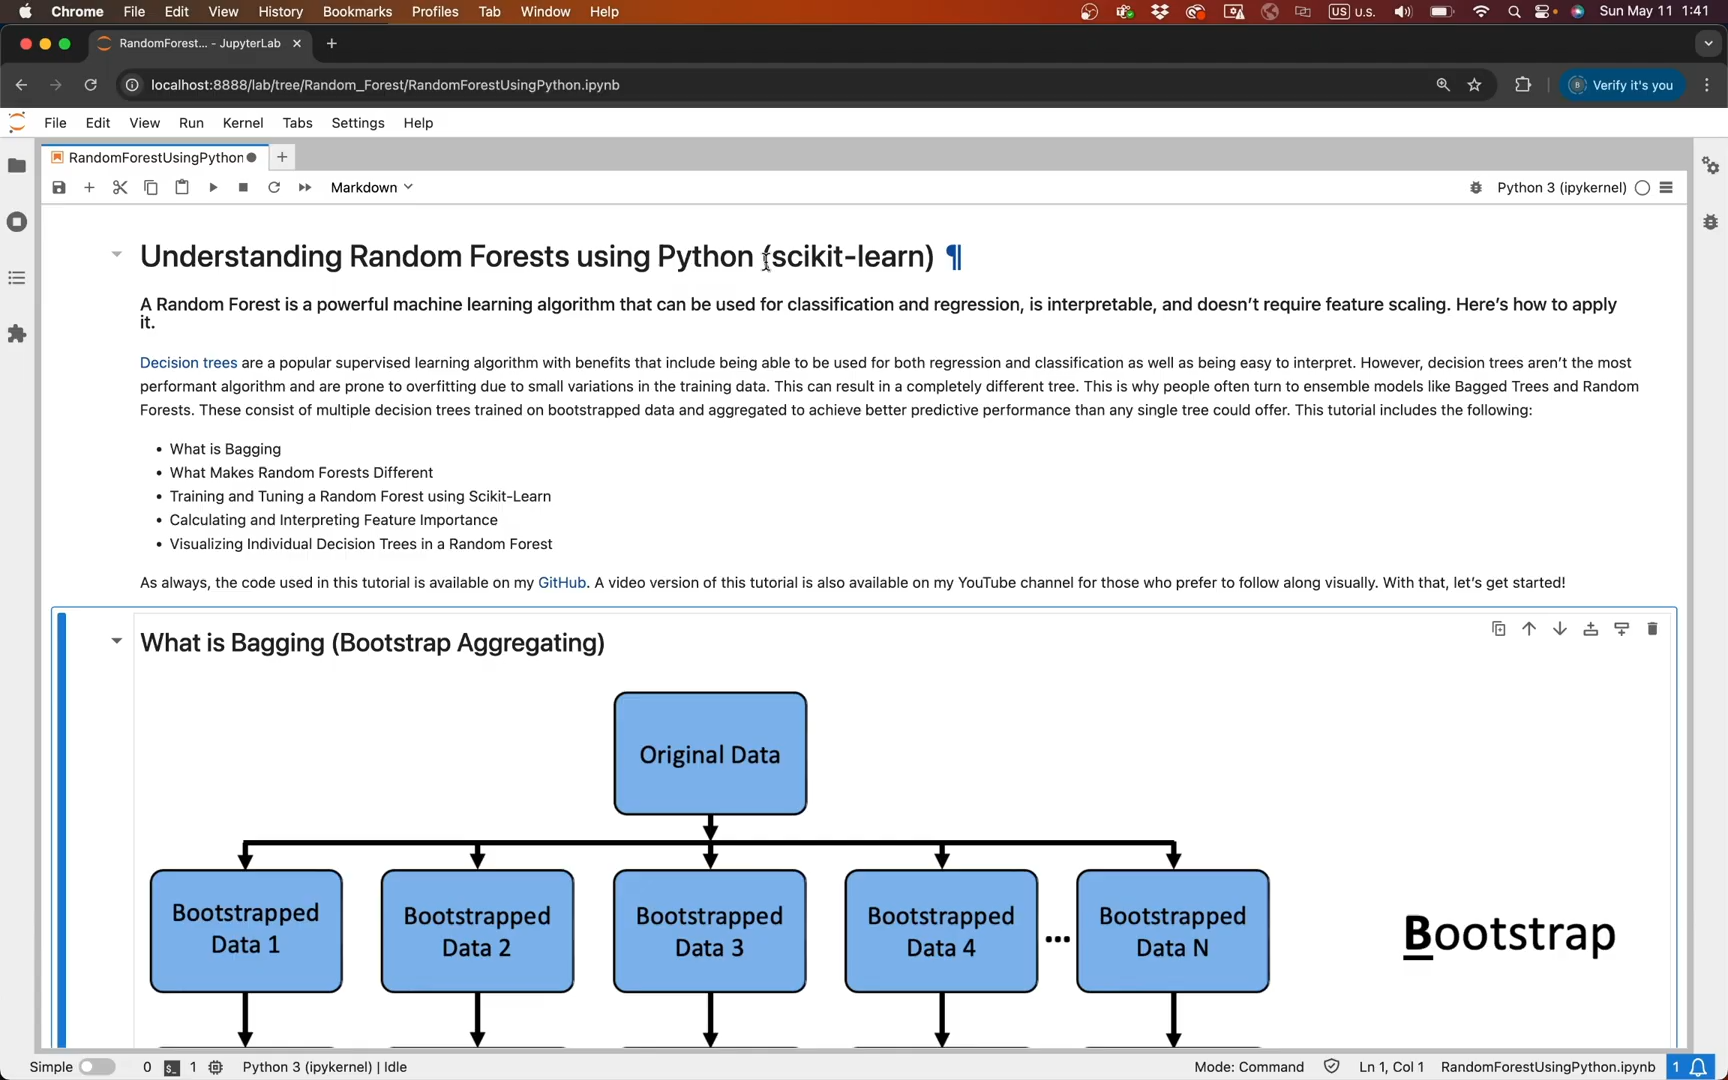 Chrome File Edit View History Bookmarks Profiles Tab Window Help US U.S. Sun May 11 1:41
RandomForest... - JupyterLab
localhost:8888/lab/tree/Random_Forest/RandomForestUsingPython.ipynb Verify it's you
File Edit View Run Kernel Tabs Settings Help
RandomForestUsingPython
Markdown Python 3 (ipykernel)
Understanding Random Forests using Python (scikit-learn) ¶
A Random Forest is a powerful machine learning algorithm that can be used for classification and regression, is interpretable, and doesn’t require feature scaling. Here’s how to apply
it.
Decision trees are a popular supervised learning algorithm with benefits that include being able to be used for both regression and classification as well as being easy to interpret. However, decision trees aren’t the most
performant algorithm and are prone to overfitting due to small variations in the training data. This can result in a completely different tree. This is why people often turn to ensemble models like Bagged Trees and Random
Forests. These consist of multiple decision trees trained on bootstrapped data and aggregated to achieve better predictive performance than any single tree could offer. This tutorial includes the following:
• What is Bagging
• What Makes Random Forests Different
• Training and Tuning a Random Forest using Scikit-Learn
• Calculating and Interpreting Feature Importance
• Visualizing Individual Decision Trees in a Random Forest
As always, the code used in this tutorial is available on my GitHub. A video version of this tutorial is also available on my YouTube channel for those who prefer to follow along visually. With that, let’s get started!
What is Bagging (Bootstrap Aggregating)
Original Data
Bootstrapped
Data 1
Bootstrapped
Data 2
Bootstrapped
Data 3
Bootstrapped
Data 4
...
Bootstrapped
Data N
Bootstrap
Simple 0 1 Python 3 (ipykernel) | Idle Mode: Command Ln 1, Col 1 RandomForestUsingPython.ipynb 1